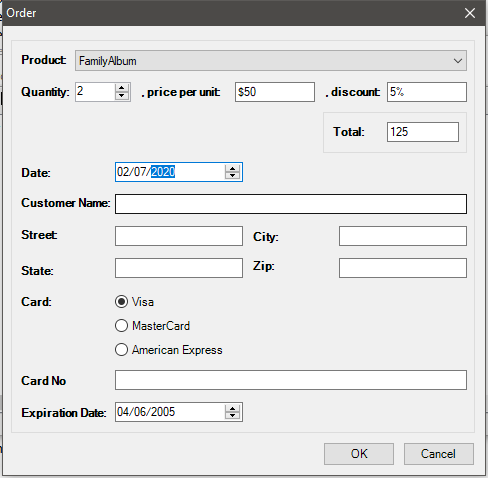 Order
Product: FamilyAlbum
Quantity: 2 , price per unit: $50 , discount: 5%
Total: 125
Date: 02/07/2020
Customer Name:
Street: City:
State: Zip:
Card: Visa
MasterCard
American Express
Card No
Expiration Date: 04/06/2005
OK Cancel